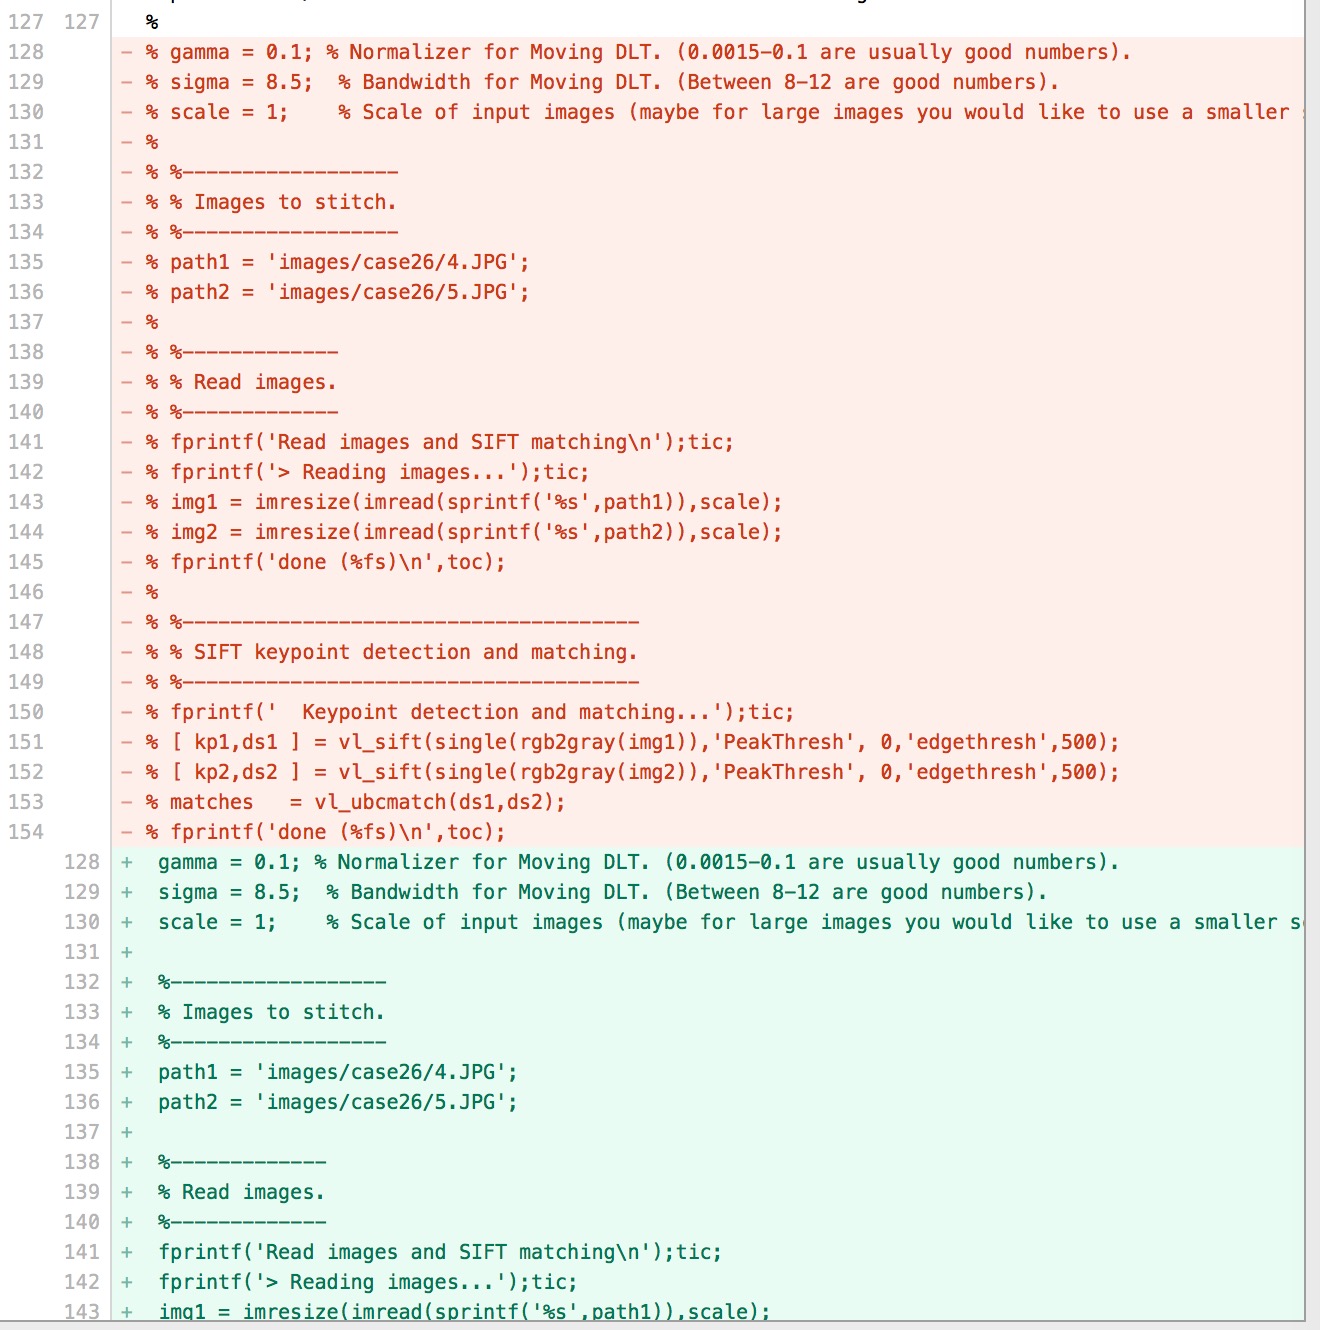 127 127 %
128 - % gamma = 0.1; % Normalizer for Moving DLT. (0.0015-0.1 are usually good numbers).
129 - % sigma = 8.5;  % Bandwidth for Moving DLT. (Between 8-12 are good numbers).
130 - % scale = 1;    % Scale of input images (maybe for large images you would like to use a smaller
131 - %
132 - % %------------------
133 - % % Images to stitch.
134 - % %------------------
135 - % path1 = 'images/case26/4.JPG';
136 - % path2 = 'images/case26/5.JPG';
137 - %
138 - % %-------------
139 - % % Read images.
140 - % %-------------
141 - % fprintf('Read images and SIFT matching\n');tic;
142 - % fprintf('> Reading images...');tic;
143 - % img1 = imresize(imread(sprintf('%s',path1)),scale);
144 - % img2 = imresize(imread(sprintf('%s',path2)),scale);
145 - % fprintf('done (%fs)\n',toc);
146 - %
147 - % %--------------------------------------
148 - % % SIFT keypoint detection and matching.
149 - % %--------------------------------------
150 - % fprintf('  Keypoint detection and matching...');tic;
151 - % [ kp1,ds1 ] = vl_sift(single(rgb2gray(img1)),'PeakThresh', 0,'edgethresh',500);
152 - % [ kp2,ds2 ] = vl_sift(single(rgb2gray(img2)),'PeakThresh', 0,'edgethresh',500);
153 - % matches   = vl_ubcmatch(ds1,ds2);
154 - % fprintf('done (%fs)\n',toc);
128 +  gamma = 0.1; % Normalizer for Moving DLT. (0.0015-0.1 are usually good numbers).
129 +  sigma = 8.5;  % Bandwidth for Moving DLT. (Between 8-12 are good numbers).
130 +  scale = 1;    % Scale of input images (maybe for large images you would like to use a smaller s
131 +
132 +  %------------------
133 +  % Images to stitch.
134 +  %------------------
135 +  path1 = 'images/case26/4.JPG';
136 +  path2 = 'images/case26/5.JPG';
137 +
138 +  %-------------
139 +  % Read images.
140 +  %-------------
141 +  fprintf('Read images and SIFT matching\n');tic;
142 +  fprintf('> Reading images...');tic;
143 +  img1 = imresize(imread(sprintf('%s',path1)),scale);